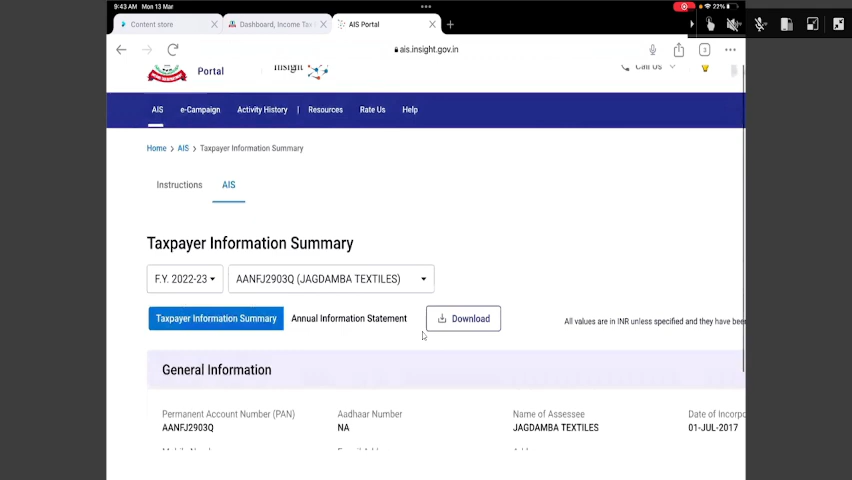 9:43 AM Mon 13 Mar
22%
Content store
Dashboard, Income Tax
AIS Portal
ais.insight.gov.in
3
Portal
Insight
Call Us
AIS
e-Campaign
Activity History
Resources
Rate Us
Help
Home > AIS > Taxpayer Information Summary
Instructions
AIS
Taxpayer Information Summary
F.Y. 2022-23
AANFJ2903Q (JAGDAMBA TEXTILES)
Taxpayer Information Summary
Annual Information Statement
Download
All values are in INR unless specified and they have been
General Information
Permanent Account Number (PAN)
Aadhaar Number
Name of Assessee
Date of Incorpo
AANFJ2903Q
NA
JAGDAMBA TEXTILES
01-JUL-2017